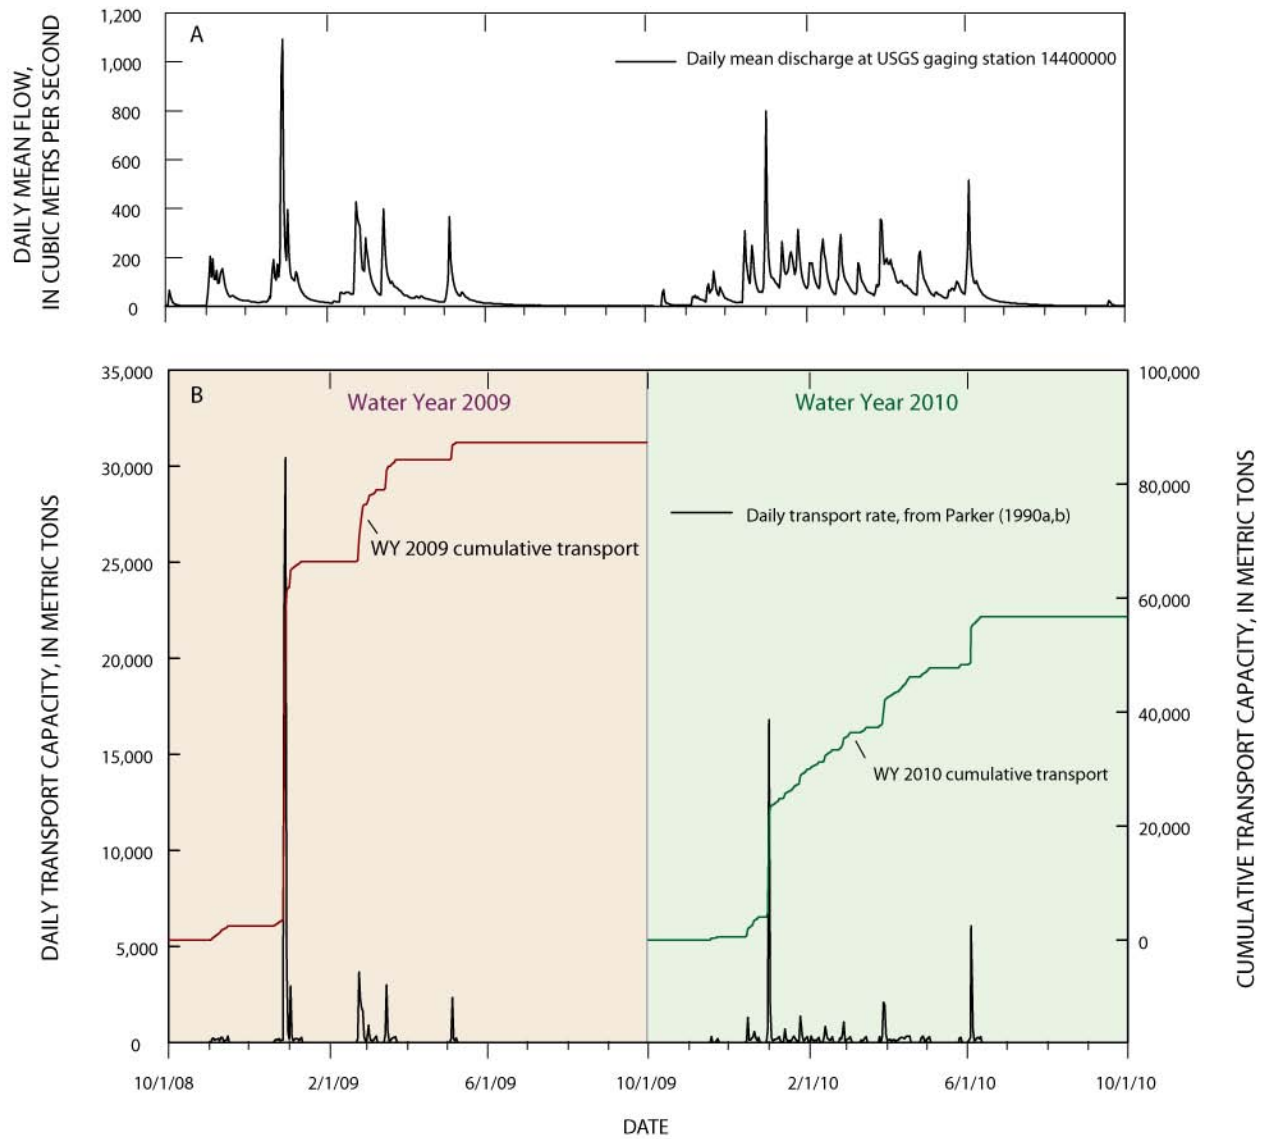 DAILY MEAN FLOW,
IN CUBIC METRS PER SECOND
1,200
1,000
800
600
400
200
0
A
Daily mean discharge at USGS gaging station 14400000
DAILY TRANSPORT CAPACITY, IN METRIC TONS
35,000
30,000
25,000
20,000
15,000
10,000
5,000
0
B
Water Year 2009
Water Year 2010
Daily transport rate, from Parker (1990a,b)
WY 2009 cumulative transport
WY 2010 cumulative transport
100,000
80,000
60,000
40,000
20,000
0
CUMULATIVE TRANSPORT CAPACITY, IN METRIC TONS
10/1/08 2/1/09 6/1/09 10/1/09 2/1/10 6/1/10 10/1/10
DATE